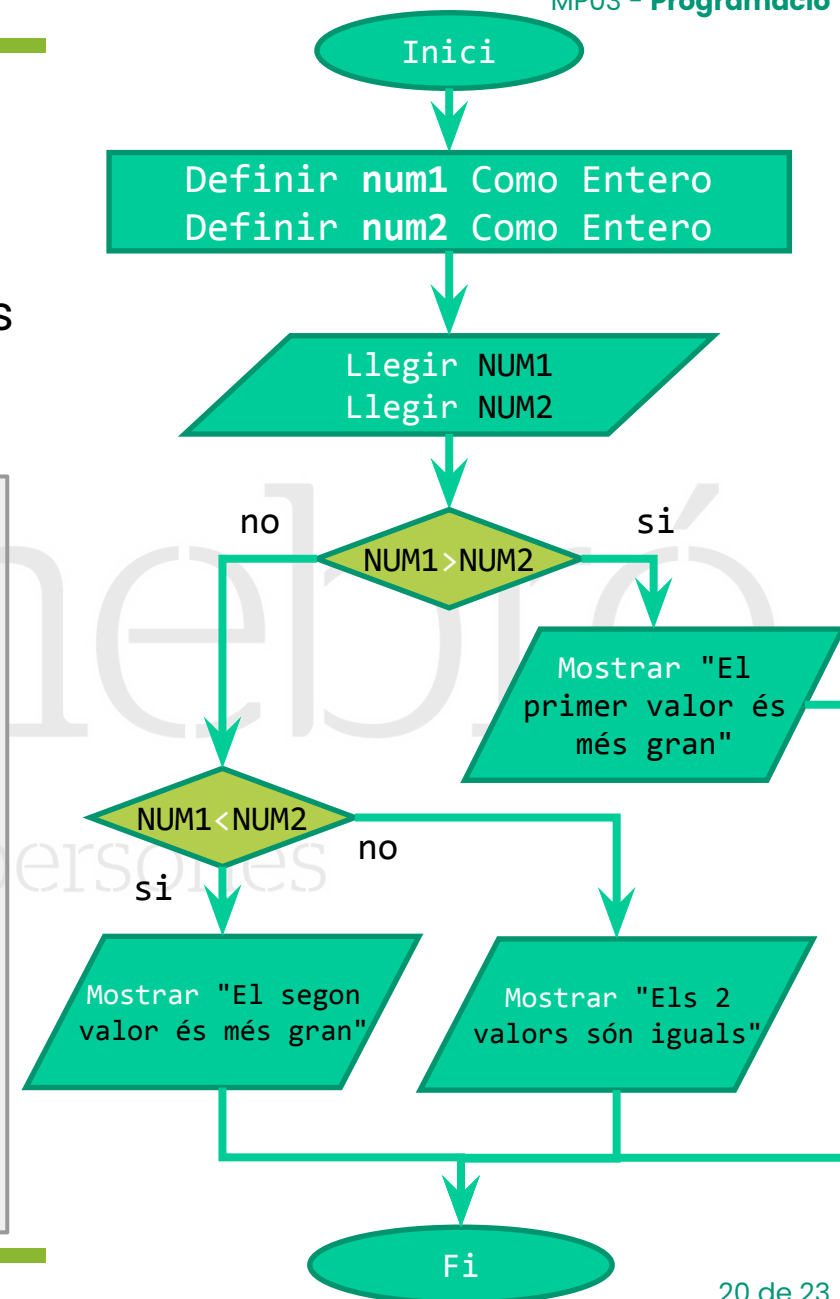 MP03 - Programació
Inici
Definir num1 Como Entero
Definir num2 Como Entero
s
Llegir NUM1
Llegir NUM2
no
si
NUM1>NUM2
Mostrar "El
primer valor és
més gran"
NUM1<NUM2
no
si
Mostrar "El segon
valor és més gran"
Mostrar "Els 2
valors són iguals"
nebró
persones
Fi
20 de 23